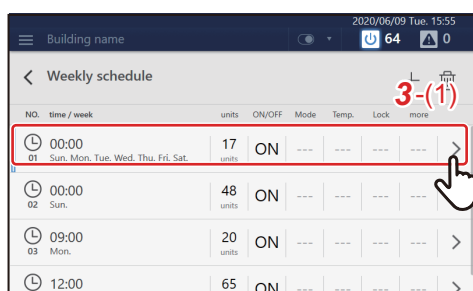 2020/06/09 Tue. 15:55
Building name 64 0
Weekly schedule
3-(1)
NO. time / week units ON/OFF Mode Temp. Lock more
00:00 17 ON --- --- --- ---
01 Sun. Mon. Tue. Wed. Thu. Fri. Sat. units
00:00 48 ON --- --- --- ---
02 Sun. units
09:00 20 ON --- --- --- ---
03 Mon. units
12:00 65 ON --- --- --- ---